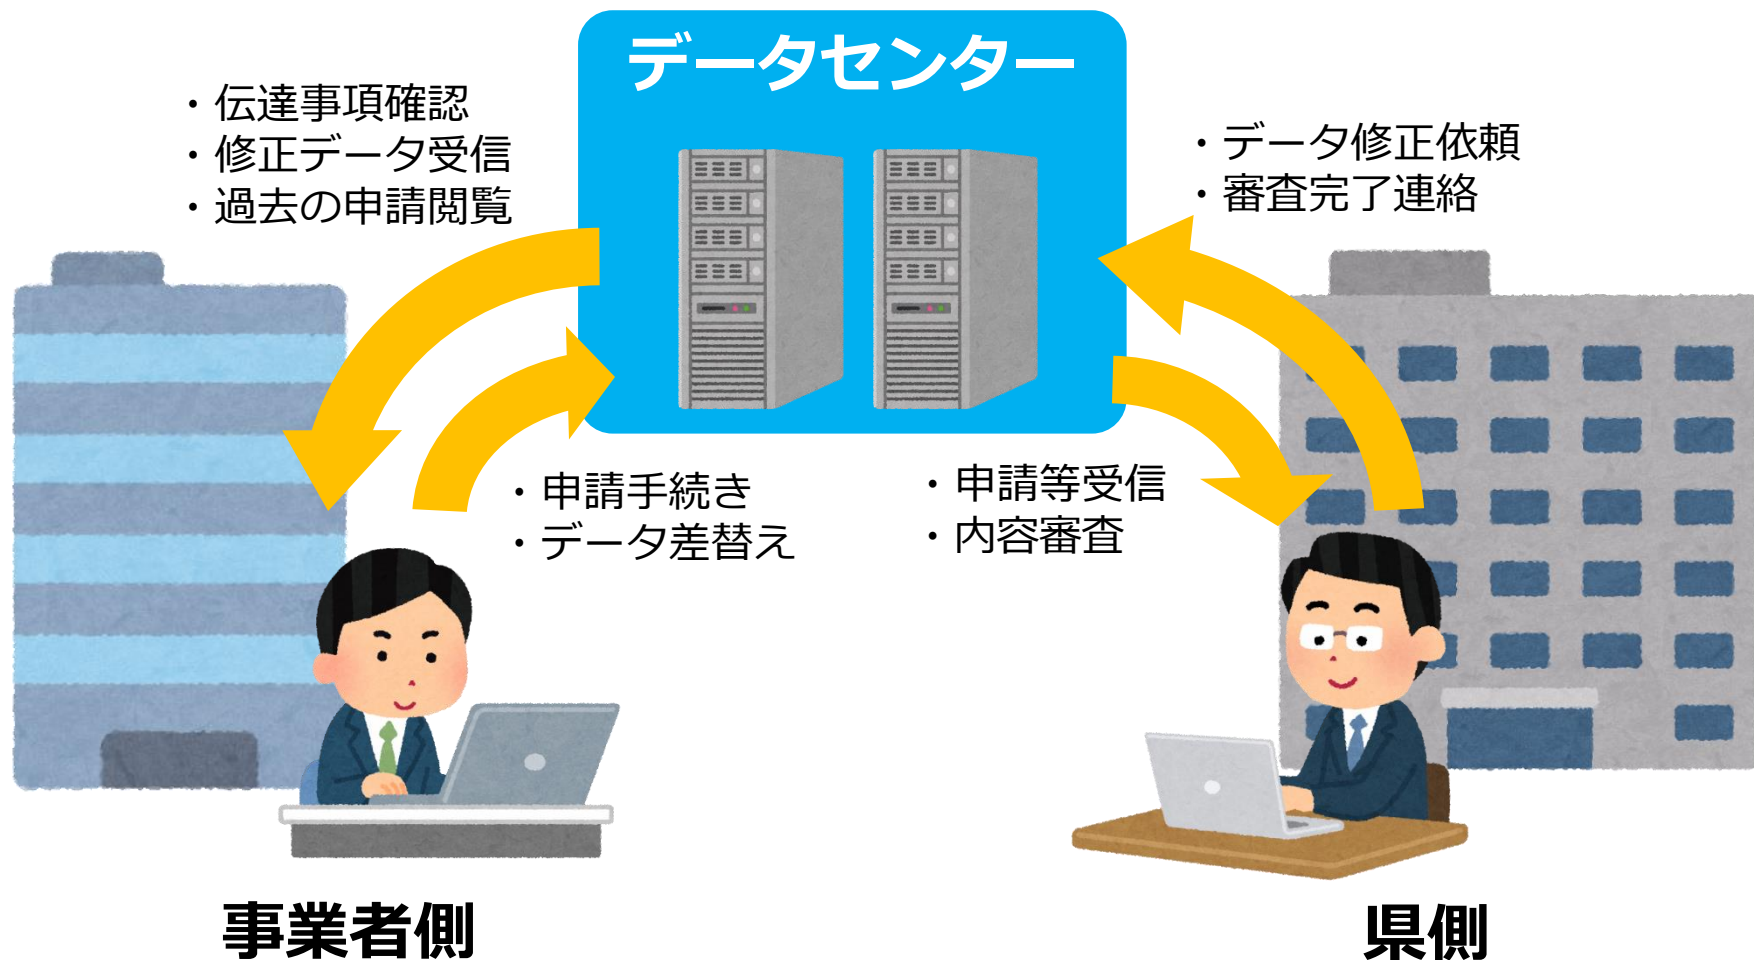 データセンター
・伝達事項確認
・修正データ受信
・過去の申請閲覧
・データ修正依頼
・審査完了連絡
・申請手続き
・データ差替え
・申請等受信
・内容審査
事業者側
県側